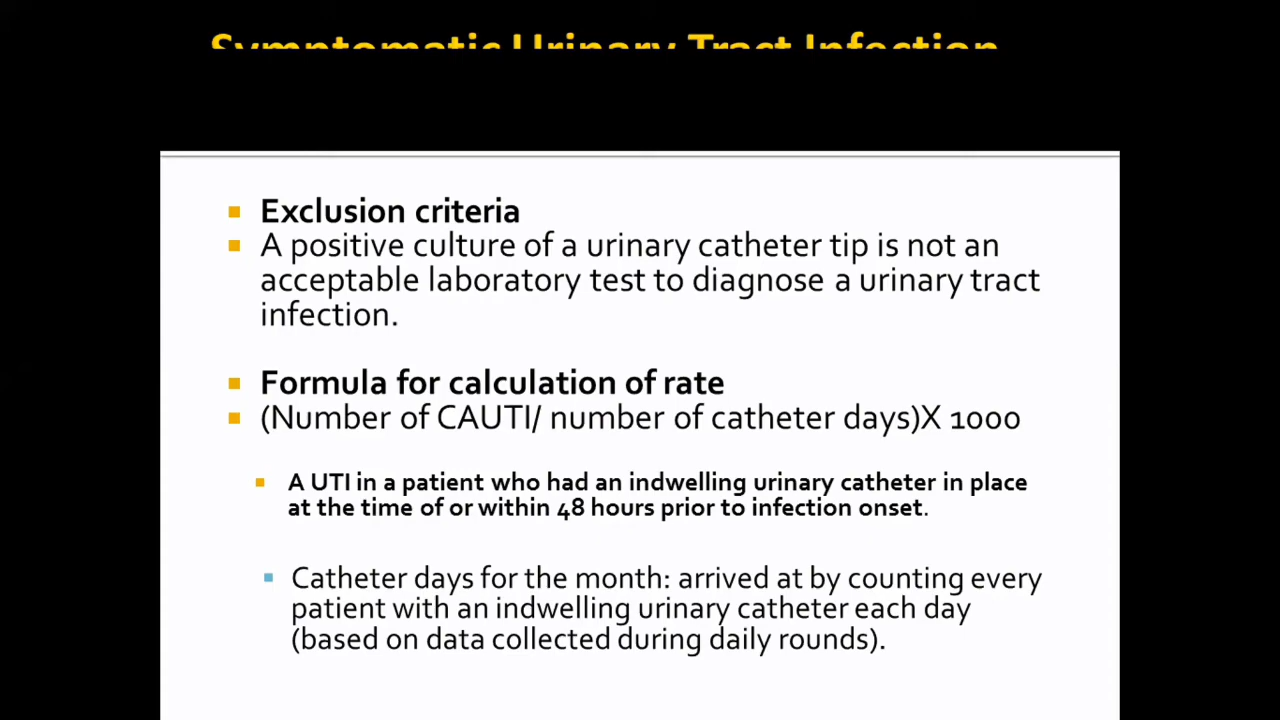 Symptomatic Urinary Tract Infection
Exclusion criteria
A positive culture of a urinary catheter tip is not an
acceptable laboratory test to diagnose a urinary tract
infection.
Formula for calculation of rate
(Number of CAUTI/ number of catheter days)X 1000
A UTI in a patient who had an indwelling urinary catheter in place
at the time of or within 48 hours prior to infection onset.
Catheter days for the month: arrived at by counting every
patient with an indwelling urinary catheter each day
(based on data collected during daily rounds).